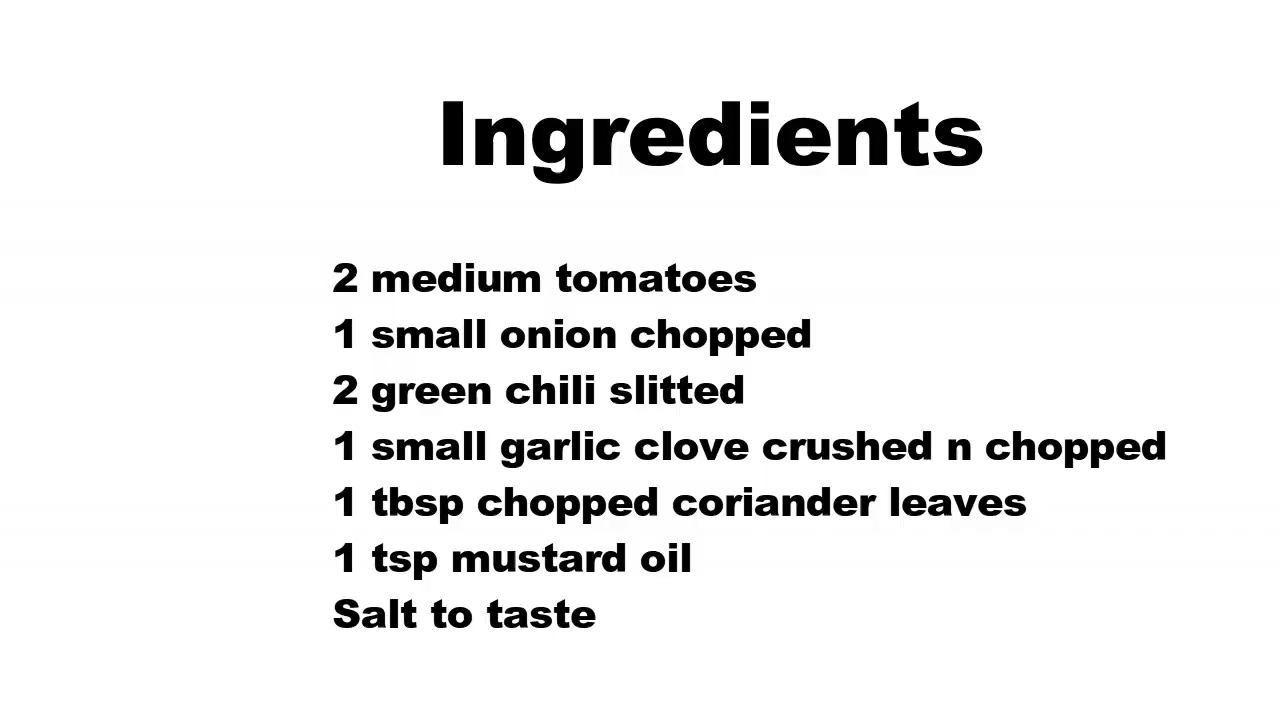 Ingredients
2 medium tomatoes
1 small onion chopped
2 green chili slitted
1 small garlic clove crushed n chopped
1 tbsp chopped coriander leaves
1 tsp mustard oil
Salt to taste